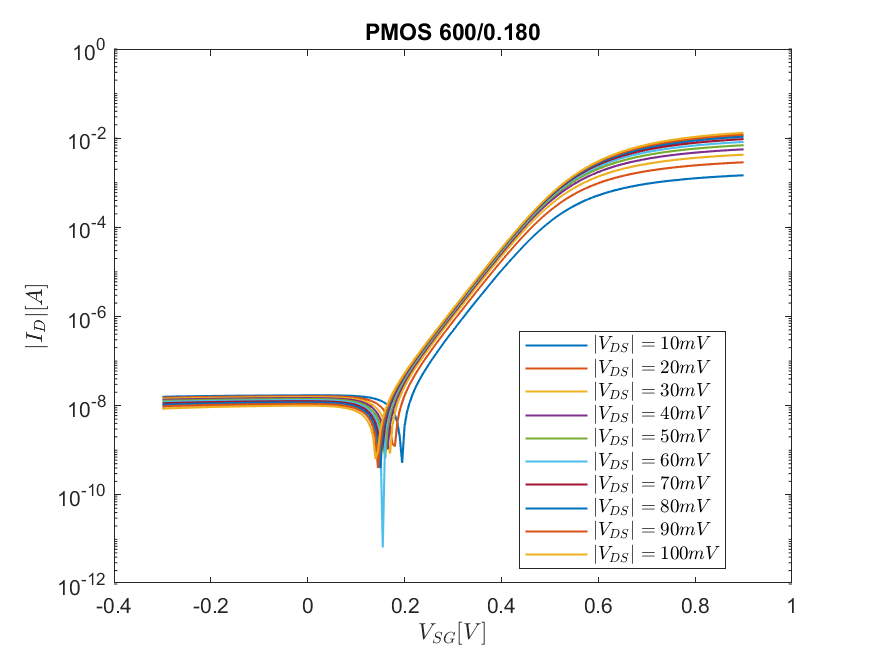 PMOS 600/0.180
10^0
10^-2
10^-4
10^-6
10^-8
10^-10
10^-12
|I_D|[A]
-0.4 -0.2 0 0.2 0.4 0.6 0.8 1
V_SG[V]
|V_DS| = 10mV
|V_DS| = 20mV
|V_DS| = 30mV
|V_DS| = 40mV
|V_DS| = 50mV
|V_DS| = 60mV
|V_DS| = 70mV
|V_DS| = 80mV
|V_DS| = 90mV
|V_DS| = 100mV